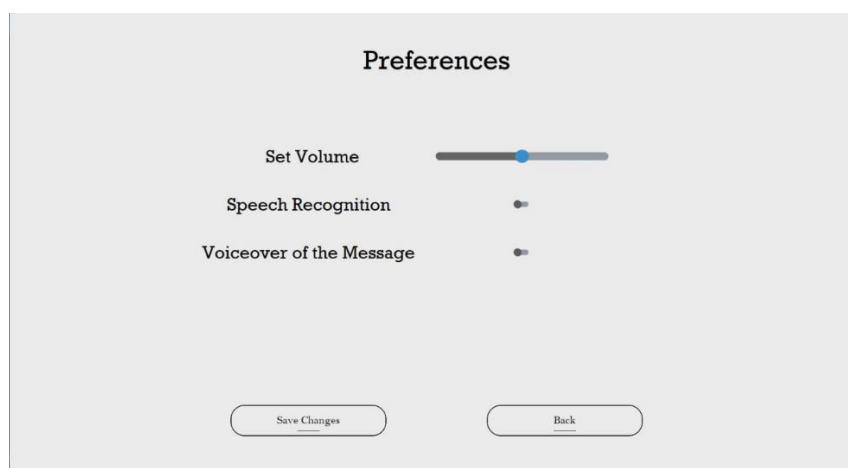 Preferences
Set Volume
Speech Recognition
Voiceover of the Message
Save Changes
Back